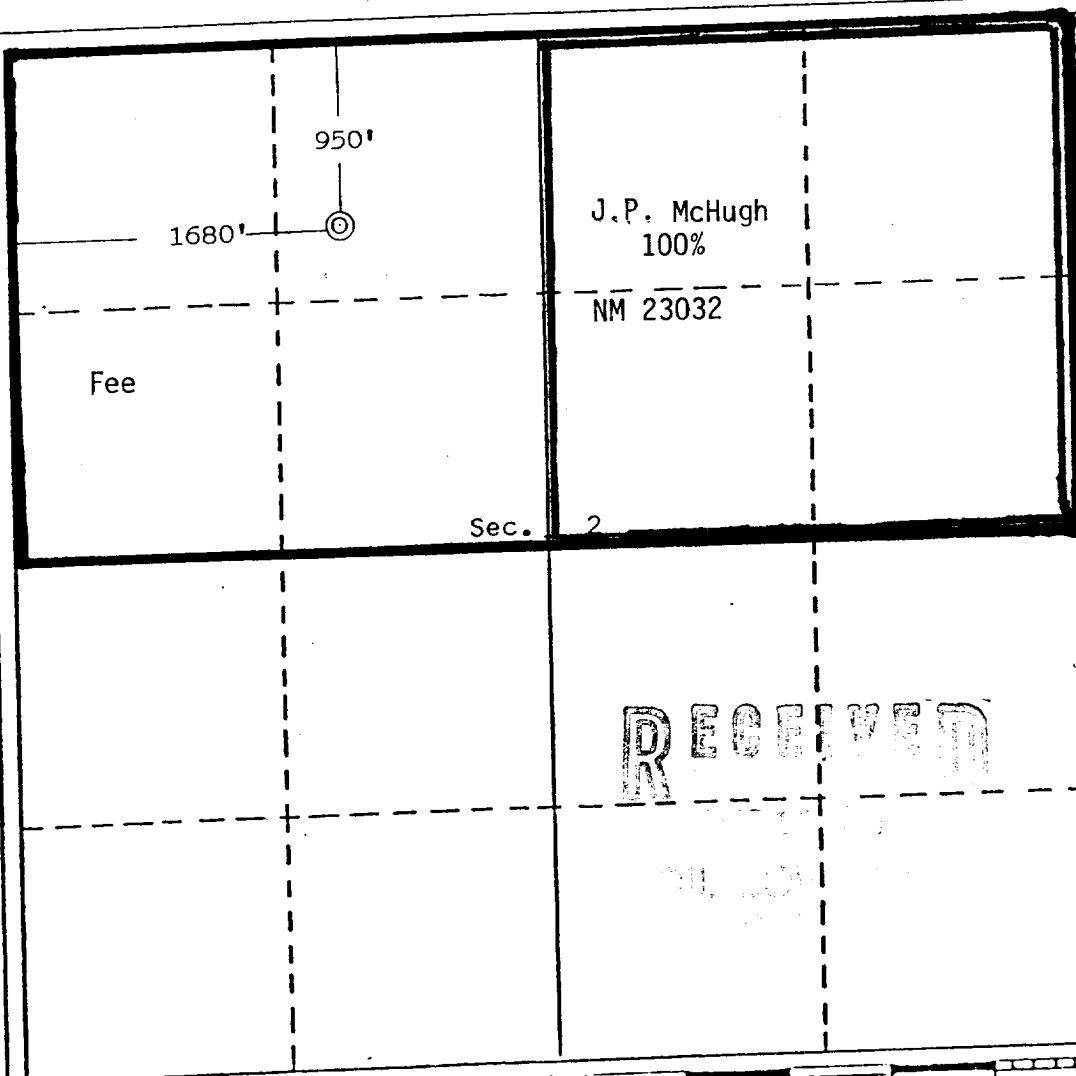 950'
1680'
J.P. McHugh
100%
NM 23032
Fee
Sec. 2
RECEIVED